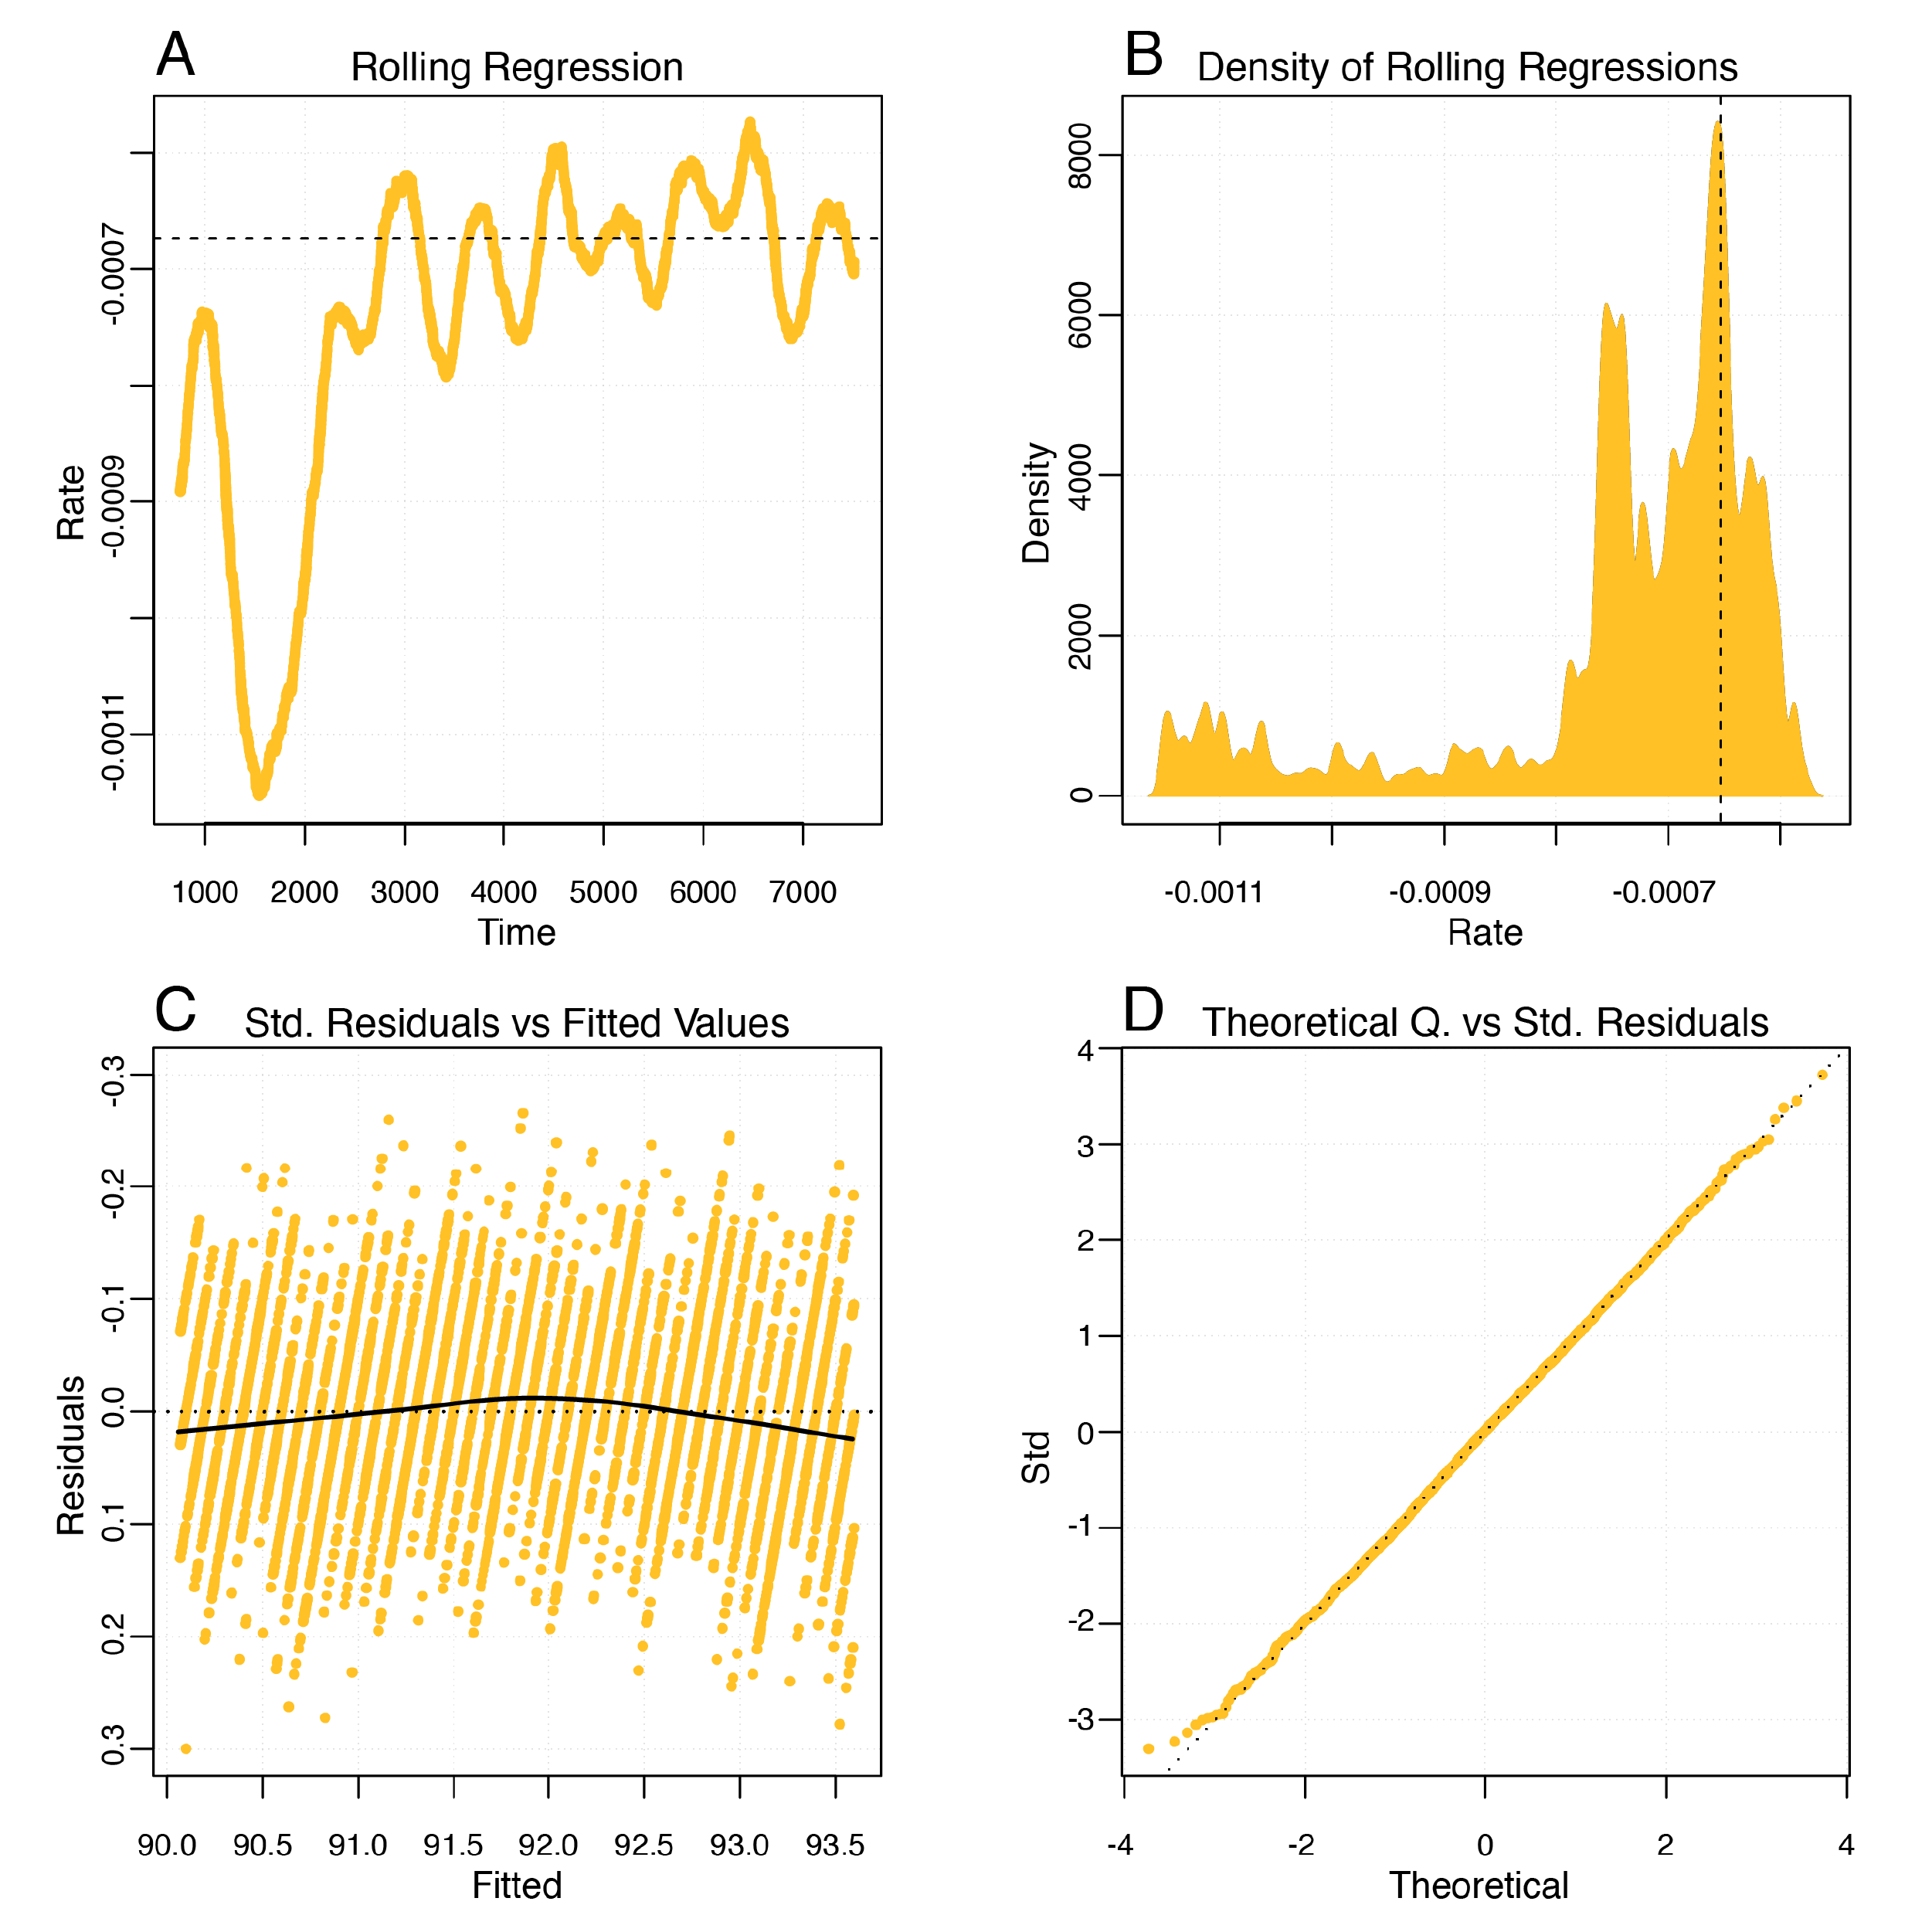 A
Rolling Regression
-0.0007
-0.0009
-0.0011
Rate
1000 2000 3000 4000 5000 6000 7000
Time
B
Density of Rolling Regressions
8000
6000
4000
2000
0
Density
-0.0011 -0.0009 -0.0007
Rate
C
Std. Residuals vs Fitted Values
-0.3
-0.2
-0.1
0.0
0.1
0.2
0.3
Residuals
90.0 90.5 91.0 91.5 92.0 92.5 93.0 93.5
Fitted
D
Theoretical Q. vs Std. Residuals
4
3
2
1
0
-1
-2
-3
Std
-4 -2 0 2 4
Theoretical